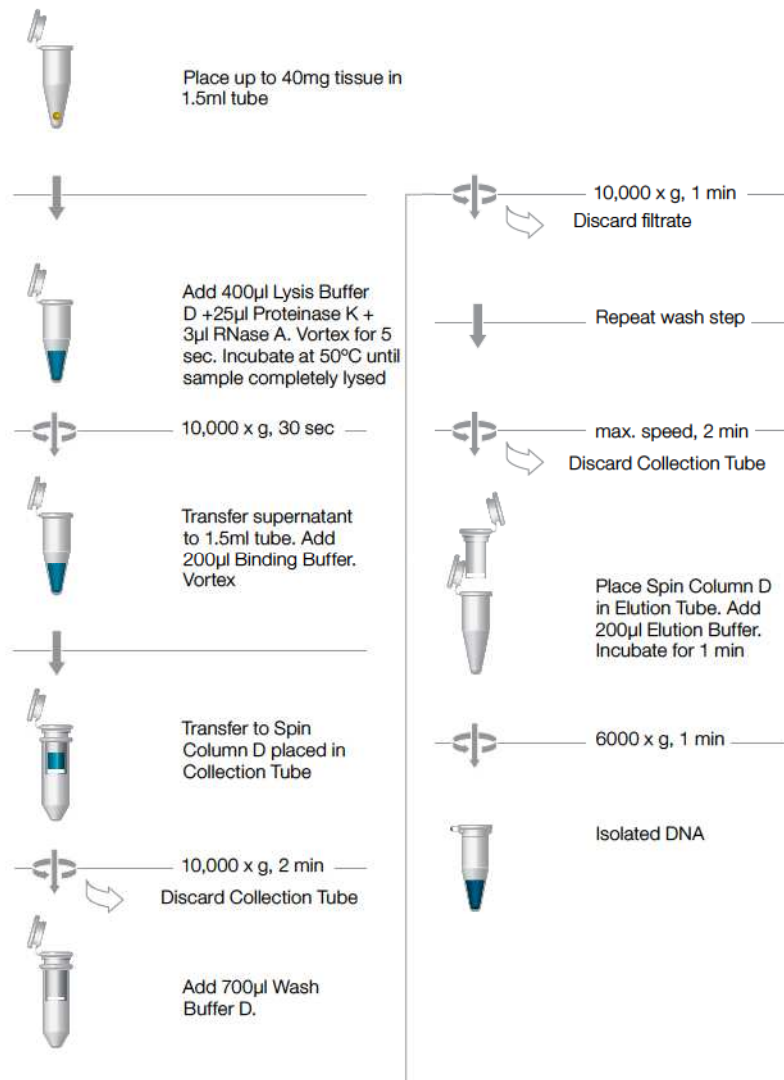 Place up to 40mg tissue in
1.5ml tube
Add 400µl Lysis Buffer
D +25µl Proteinase K +
3µl RNase A. Vortex for 5
sec. Incubate at 50ºC until
sample completely lysed
10,000 x g, 30 sec
Transfer supernatant
to 1.5ml tube. Add
200µl Binding Buffer.
Vortex
Transfer to Spin
Column D placed in
Collection Tube
10,000 x g, 2 min
Discard Collection Tube
Add 700µl Wash
Buffer D.
10,000 x g, 1 min
Discard filtrate
Repeat wash step
max. speed, 2 min
Discard Collection Tube
Place Spin Column D
in Elution Tube. Add
200µl Elution Buffer.
Incubate for 1 min
6000 x g, 1 min
Isolated DNA